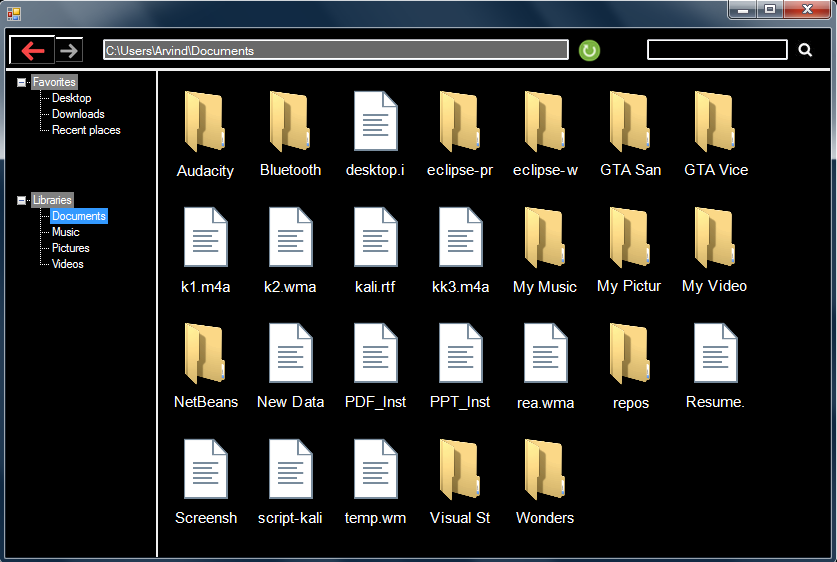 C:\Users\Arvind\Documents
Favorites
Desktop
Downloads
Recent places
Libraries
Documents
Music
Pictures
Videos
Audacity Bluetooth desktop.i eclipse-pr eclipse-w GTA San GTA Vice
k1.m4a k2.wma kali.rtf kk3.m4a My Music My Pictur My Video
NetBeans New Data PDF_Inst PPT_Inst rea.wma repos Resume.
Screensh script-kali temp.wm Visual St Wonders